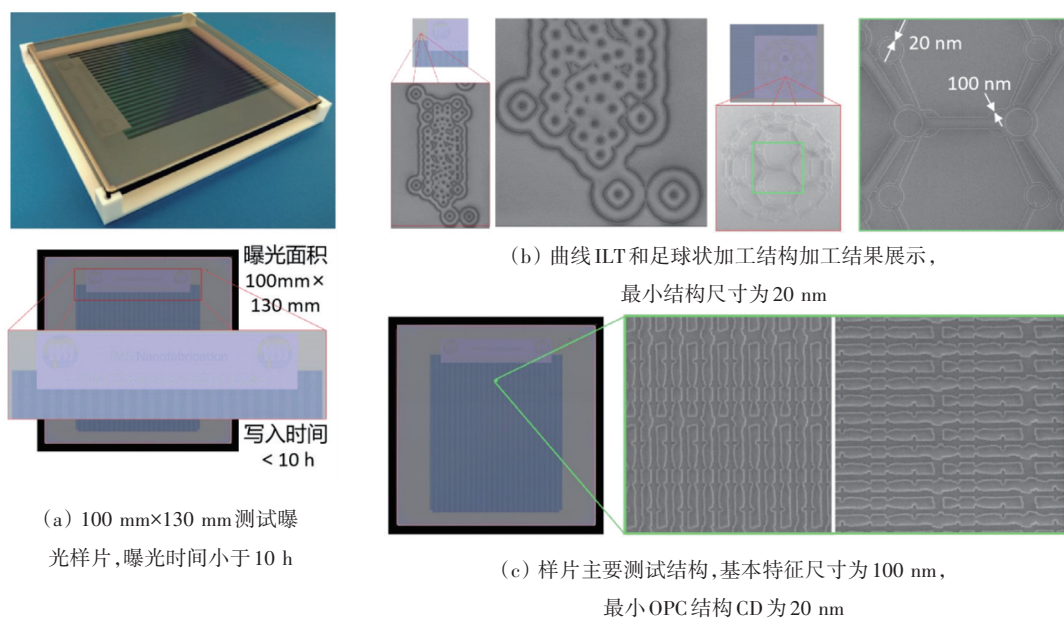 20 nm
100 nm
(b) 曲线ILT和足球状加工结构加工结果展示,
最小结构尺寸为20 nm
曝光面积
100mm×
130 mm
Nanofabrication
写入时间
< 10 h
(a) 100 mm×130 mm测试曝
光样片,曝光时间小于10 h
(c) 样片主要测试结构,基本特征尺寸为100 nm,
最小OPC结构CD为20 nm